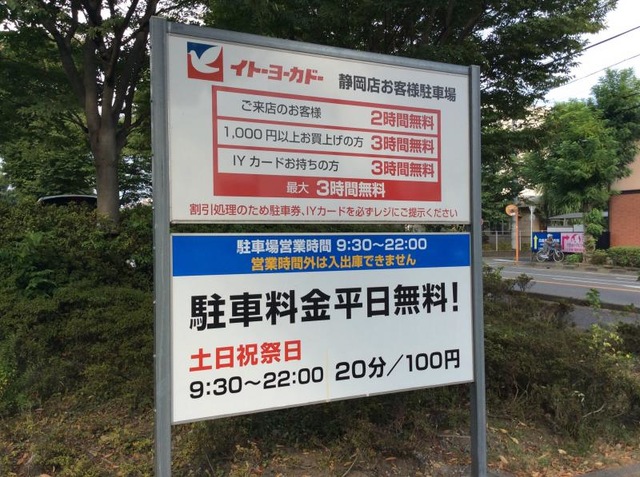 イトーヨーカドー 静岡店お客様駐車場
ご来店のお客様 2時間無料
1,000円以上お買上げの方 3時間無料
IYカードお持ちの方 3時間無料
最大 3時間無料
割引処理のため駐車券、IYカードを必ずレジにご提示ください
駐車場営業時間 9:30～22:00
営業時間外は入出庫できません
駐車料金平日無料！
土日祝祭日
9:30～22:00 20分／100円